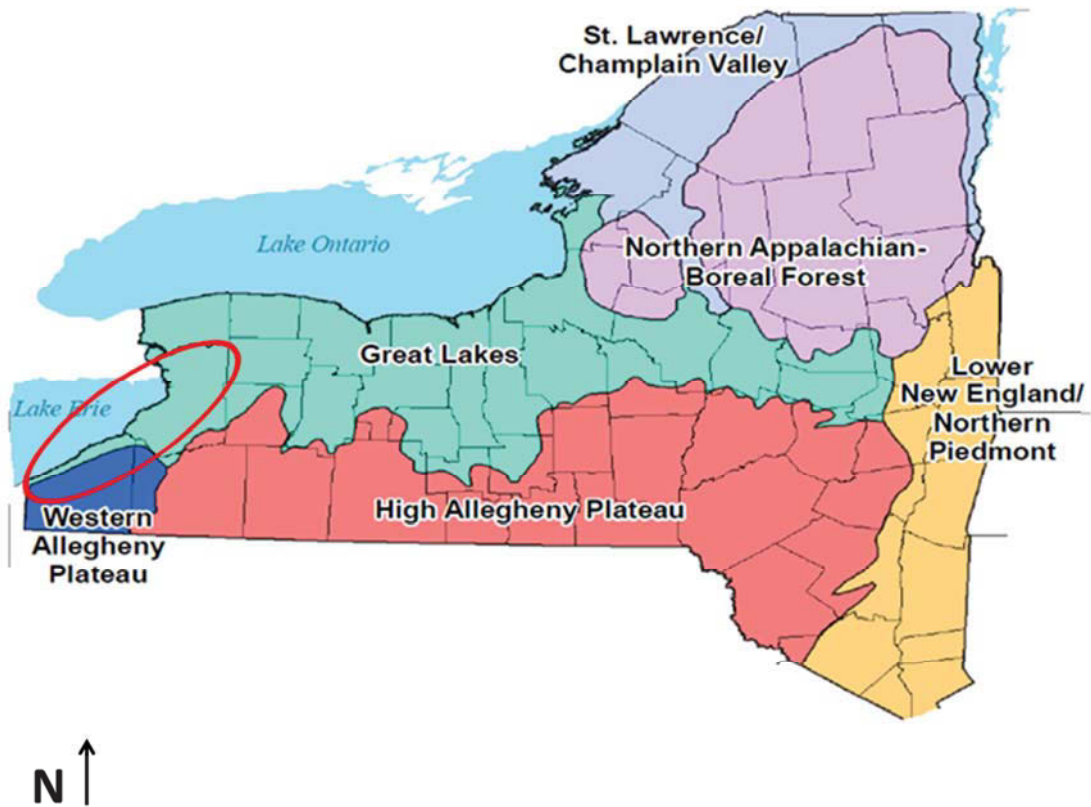 St. Lawrence/
Champlain Valley
Lake Ontario
Northern Appalachian-
Boreal Forest
Great Lakes
Lake Erie
Lower
New England/
Northern
Piedmont
High Allegheny Plateau
Western
Allegheny
Plateau
N